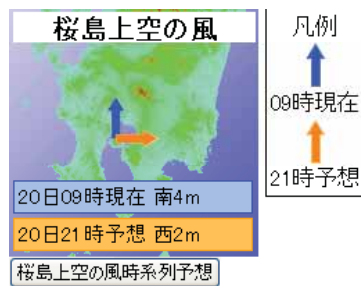 桜島上空の風
20日09時現在 南4m
20日21時予想 西2m
桜島上空の風時系列予想
凡例
09時現在
21時予想